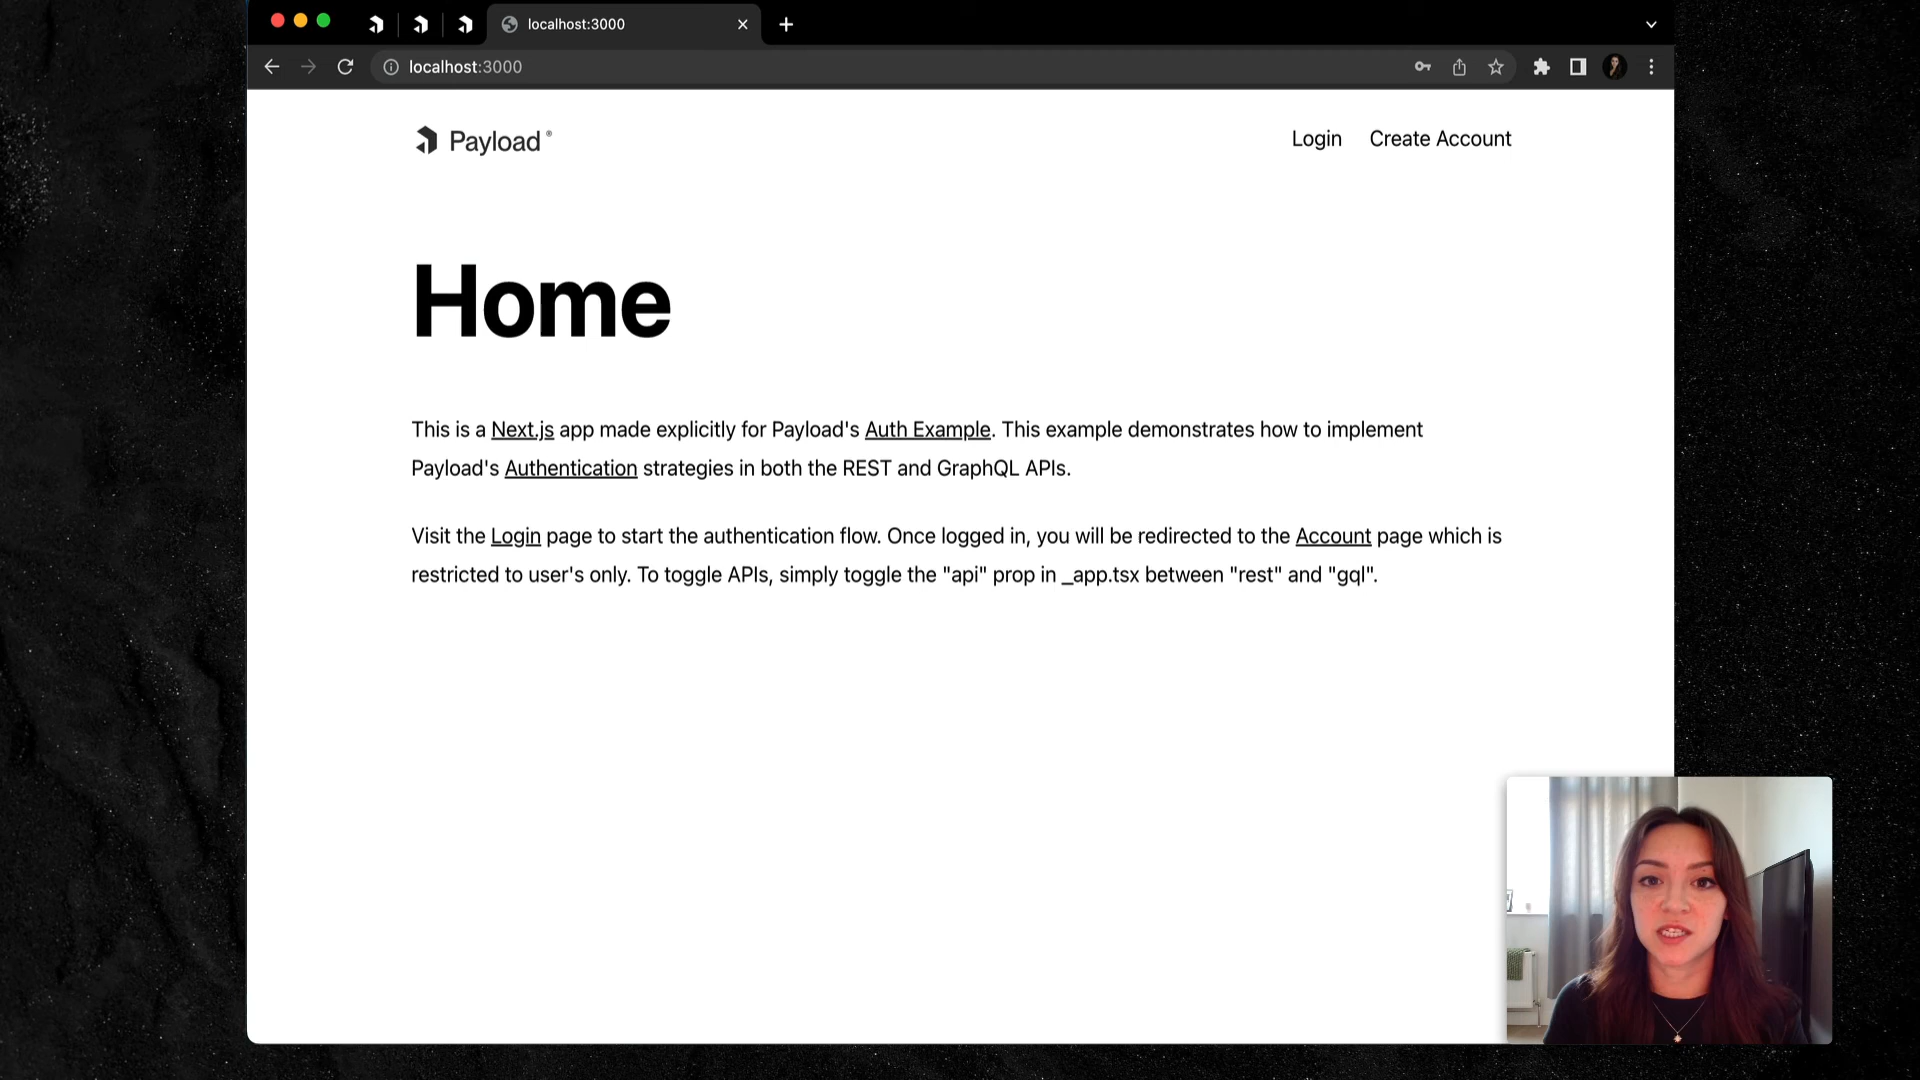 localhost:3000
localhost:3000
Payload®
Login Create Account
Home
This is a Next.js app made explicitly for Payload's Auth Example. This example demonstrates how to implement
Payload's Authentication strategies in both the REST and GraphQL APIs.
Visit the Login page to start the authentication flow. Once logged in, you will be redirected to the Account page which is
restricted to user's only. To toggle APIs, simply toggle the "api" prop in _app.tsx between "rest" and "gql".